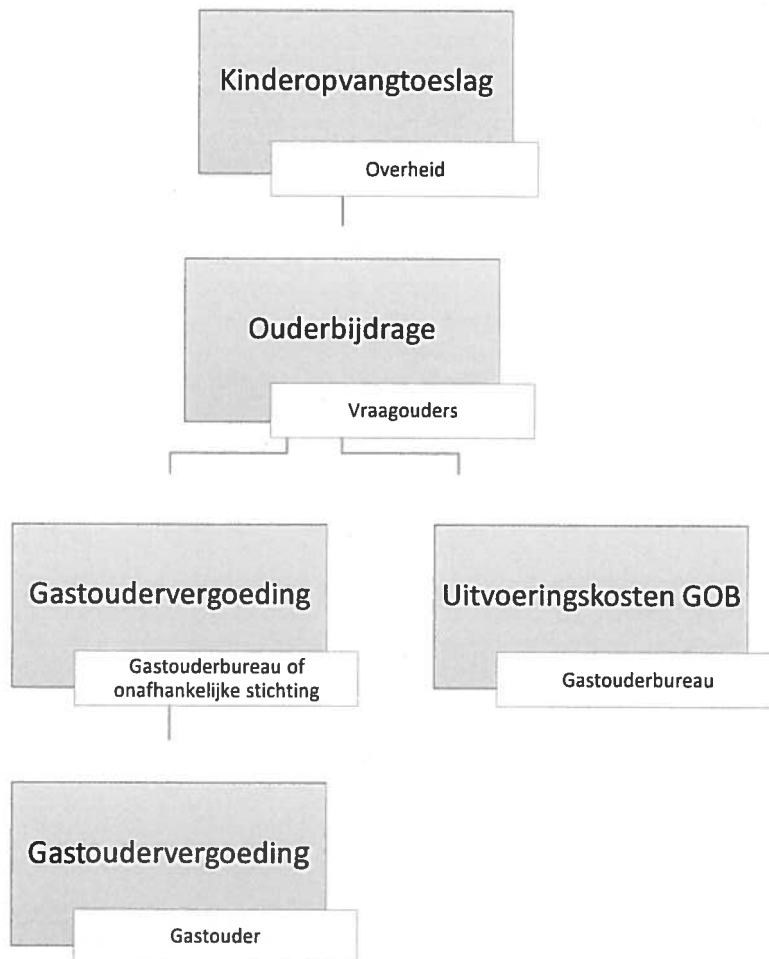 Kinderopvangtoeslag
Overheid
Ouderbijdrage
Vraagouders
Gastoudervergoeding
Gastouderbureau of
onafhankelijke stichting
Uitvoeringskosten GOB
Gastouderbureau
Gastoudervergoeding
Gastouder